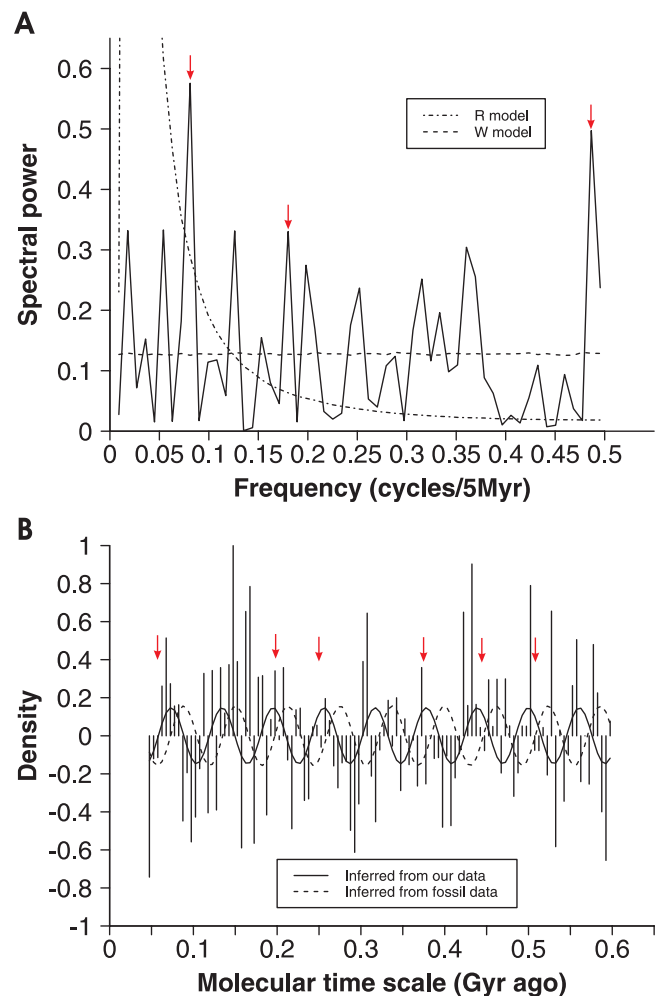 A
Spectral power
0.6
0.5
0.4
0.3
0.2
0.1
0
R model
W model
0 0.05 0.1 0.15 0.2 0.25 0.3 0.35 0.4 0.45 0.5
Frequency (cycles/5Myr)
B
Density
1
0.8
0.6
0.4
0.2
0
-0.2
-0.4
-0.6
-0.8
-1
Inferred from our data
Inferred from fossil data
0 0.1 0.2 0.3 0.4 0.5 0.6
Molecular time scale (Gyr ago)